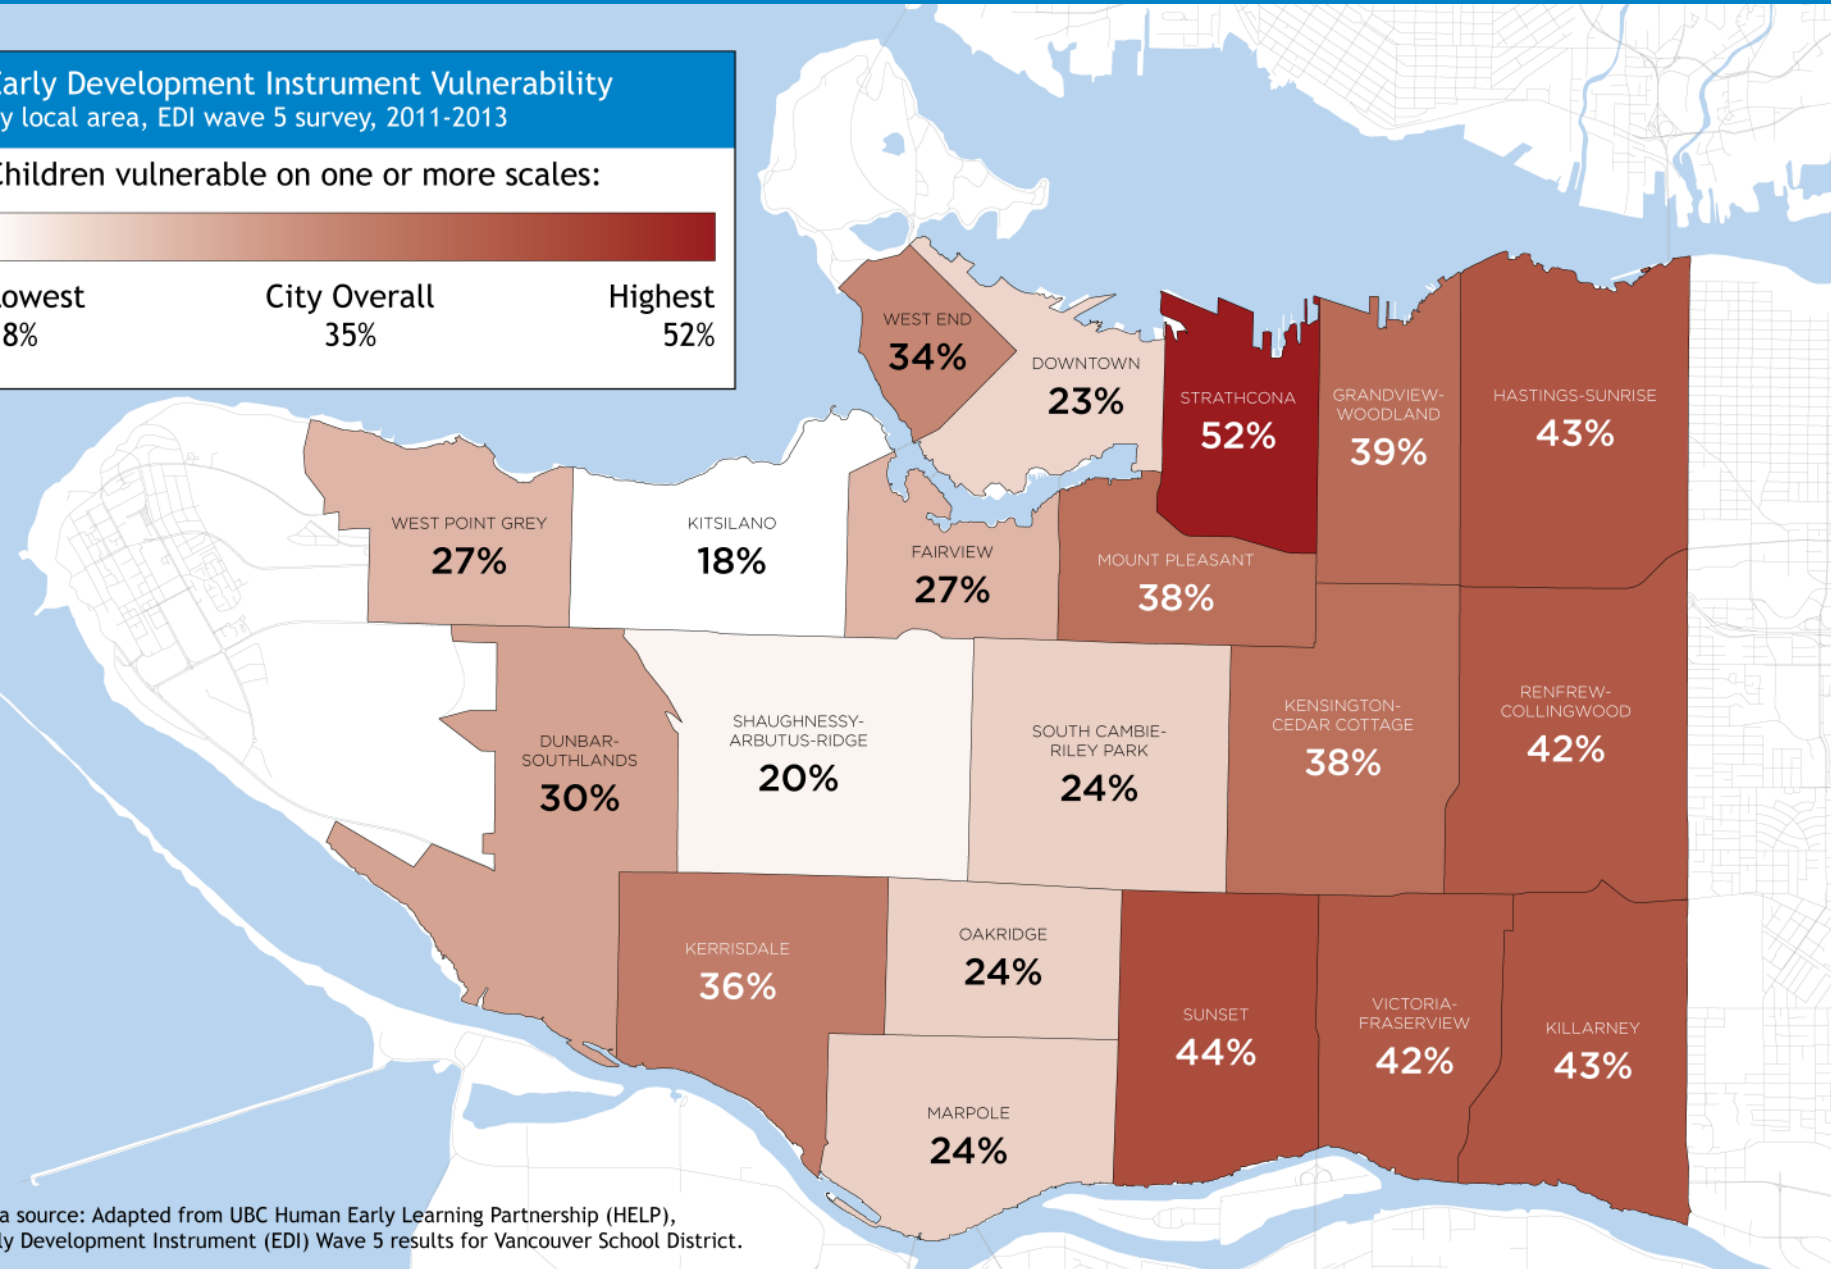 arly Development Instrument Vulnerability
y local area, EDI wave 5 survey, 2011-2013
Children vulnerable on one or more scales:
owest
City Overall
Highest
8%
35%
52%
WEST END
34%
DOWNTOWN
23%
STRATHCONA
52%
GRANDVIEW-
WOODLAND
39%
HASTINGS-SUNRISE
43%
WEST POINT GREY
27%
KITSILANO
18%
FAIRVIEW
27%
MOUNT PLEASANT
38%
DUNBAR-
SOUTHLANDS
30%
SHAUGHNESSY-
ARBUTUS-RIDGE
20%
SOUTH CAMBIE-
RILEY PARK
24%
KENSINGTON-
CEDAR COTTAGE
38%
RENFREW-
COLLINGWOOD
42%
KERRISDALE
36%
OAKRIDGE
24%
SUNSET
44%
VICTORIA-
FRASERVIEW
42%
KILLARNEY
43%
MARPOLE
24%
a source: Adapted from UBC Human Early Learning Partnership (HELP),
ly Development Instrument (EDI) Wave 5 results for Vancouver School District.